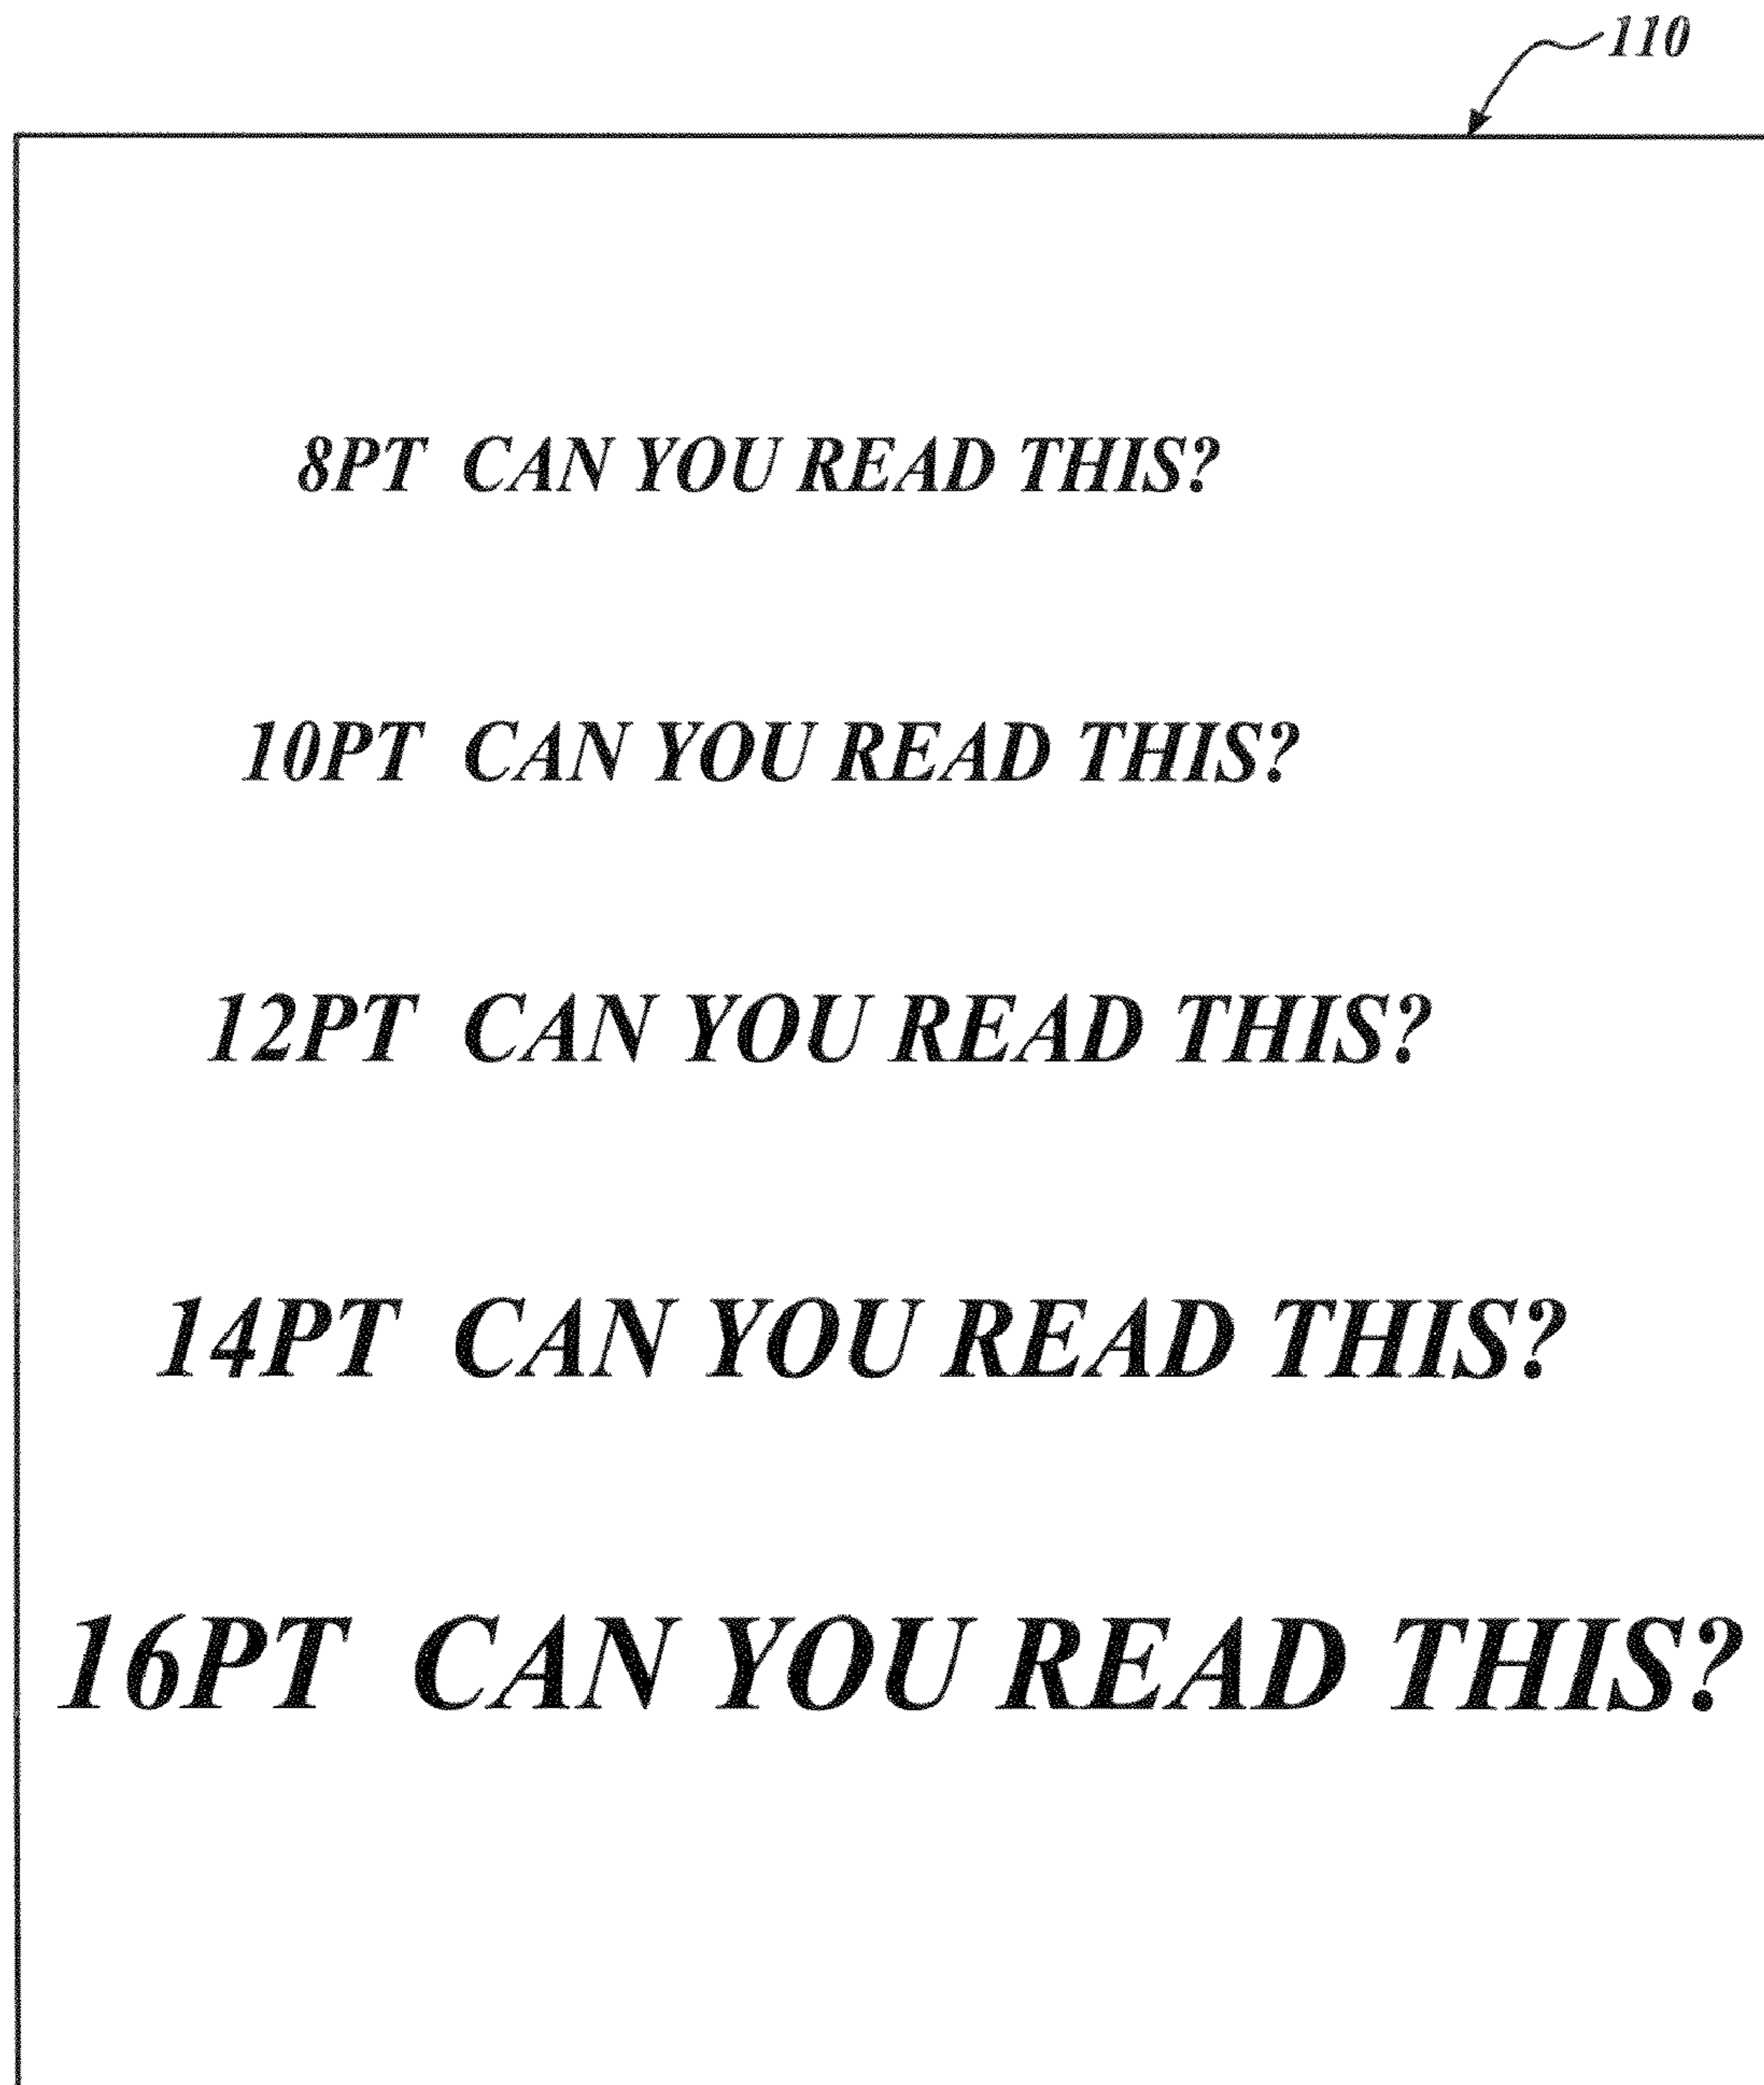 110
8PT CAN YOU READ THIS?
10PT CAN YOU READ THIS?
12PT CAN YOU READ THIS?
14PT CAN YOU READ THIS?
16PT CAN YOU READ THIS?